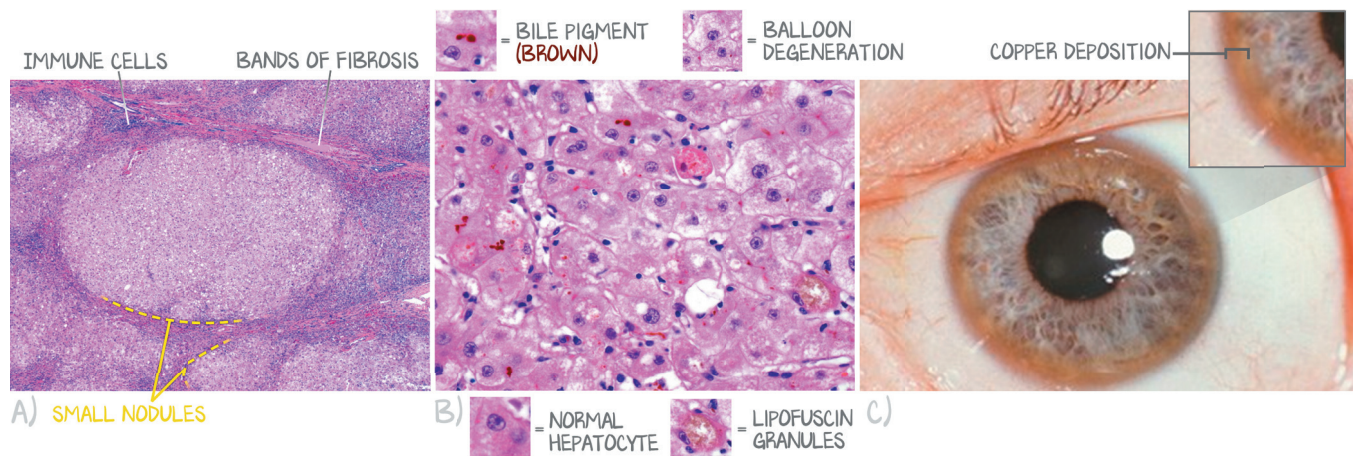 IMMUNE CELLS
BANDS OF FIBROSIS
= BILE PIGMENT
(BROWN)
= BALLOON
DEGENERATION
COPPER DEPOSITION
A)
SMALL NODULES
B)
= NORMAL
HEPATOCYTE
= LIPOFUSCIN
GRANULES
C)